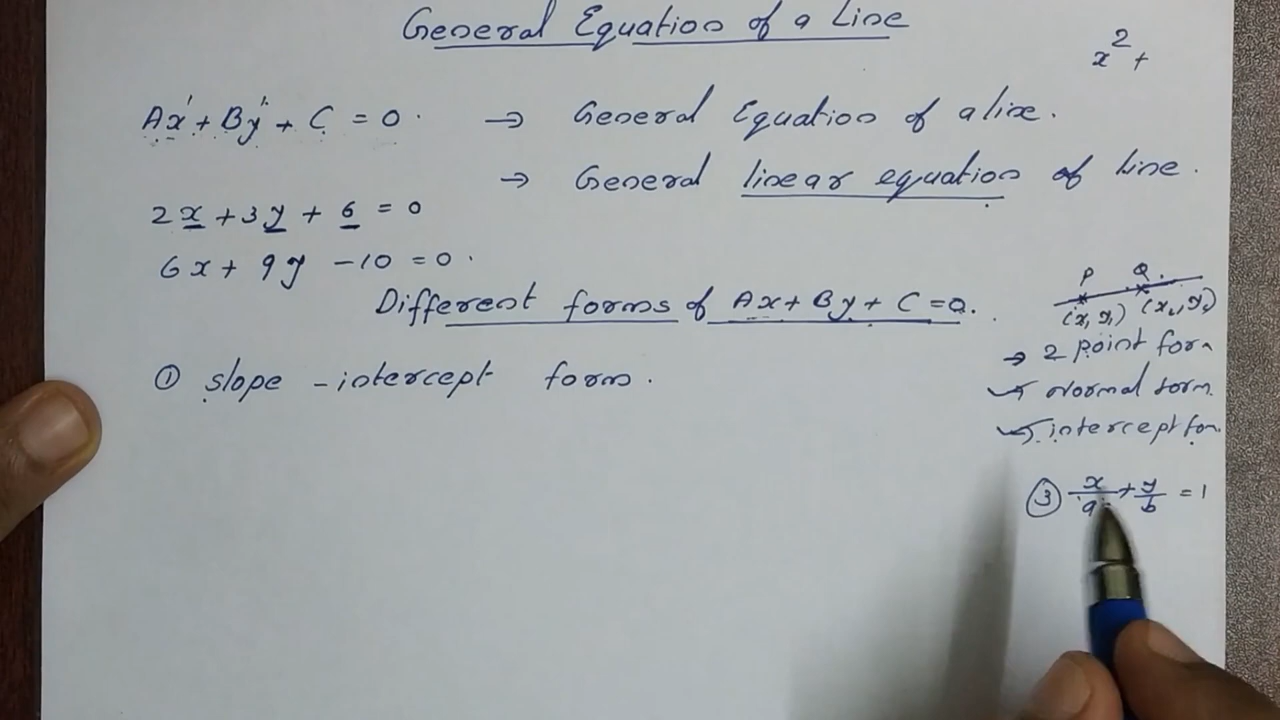 General Equation of a Line
x² +
Ax¹ + By¹ + C = 0. → General Equation of a line.
→ General linear equation of line.
2x + 3y + 6 = 0
6x + 9y - 10 = 0.
Different forms of Ax + By + C = 0.
P Q.
(x₁ y₁) (x₂, y₂)
→ 2 point form
→ Normal form.
→ intercept for
① slope - intercept form.
③ x/a + y/b = 1